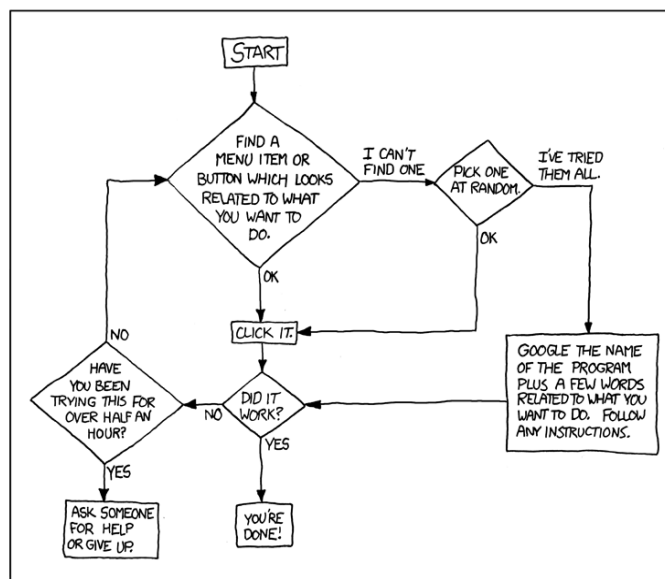 START
FIND A
MENU ITEM OR
BUTTON WHICH LOOKS
RELATED TO WHAT
YOU WANT TO
DO.
I CAN'T
FIND ONE
PICK ONE
AT RANDOM.
I'VE TRIED
THEM ALL.
OK
OK
CLICK IT.
NO
GOOGLE THE NAME
OF THE PROGRAM
PLUS A FEW WORDS
RELATED TO WHAT YOU
WANT TO DO. FOLLOW
ANY INSTRUCTIONS.
HAVE
YOU BEEN
TRYING THIS FOR
OVER HALF AN
HOUR?
NO
DID IT
WORK?
YES
YES
ASK SOMEONE
FOR HELP
OR GIVE UP.
YOU'RE
DONE!